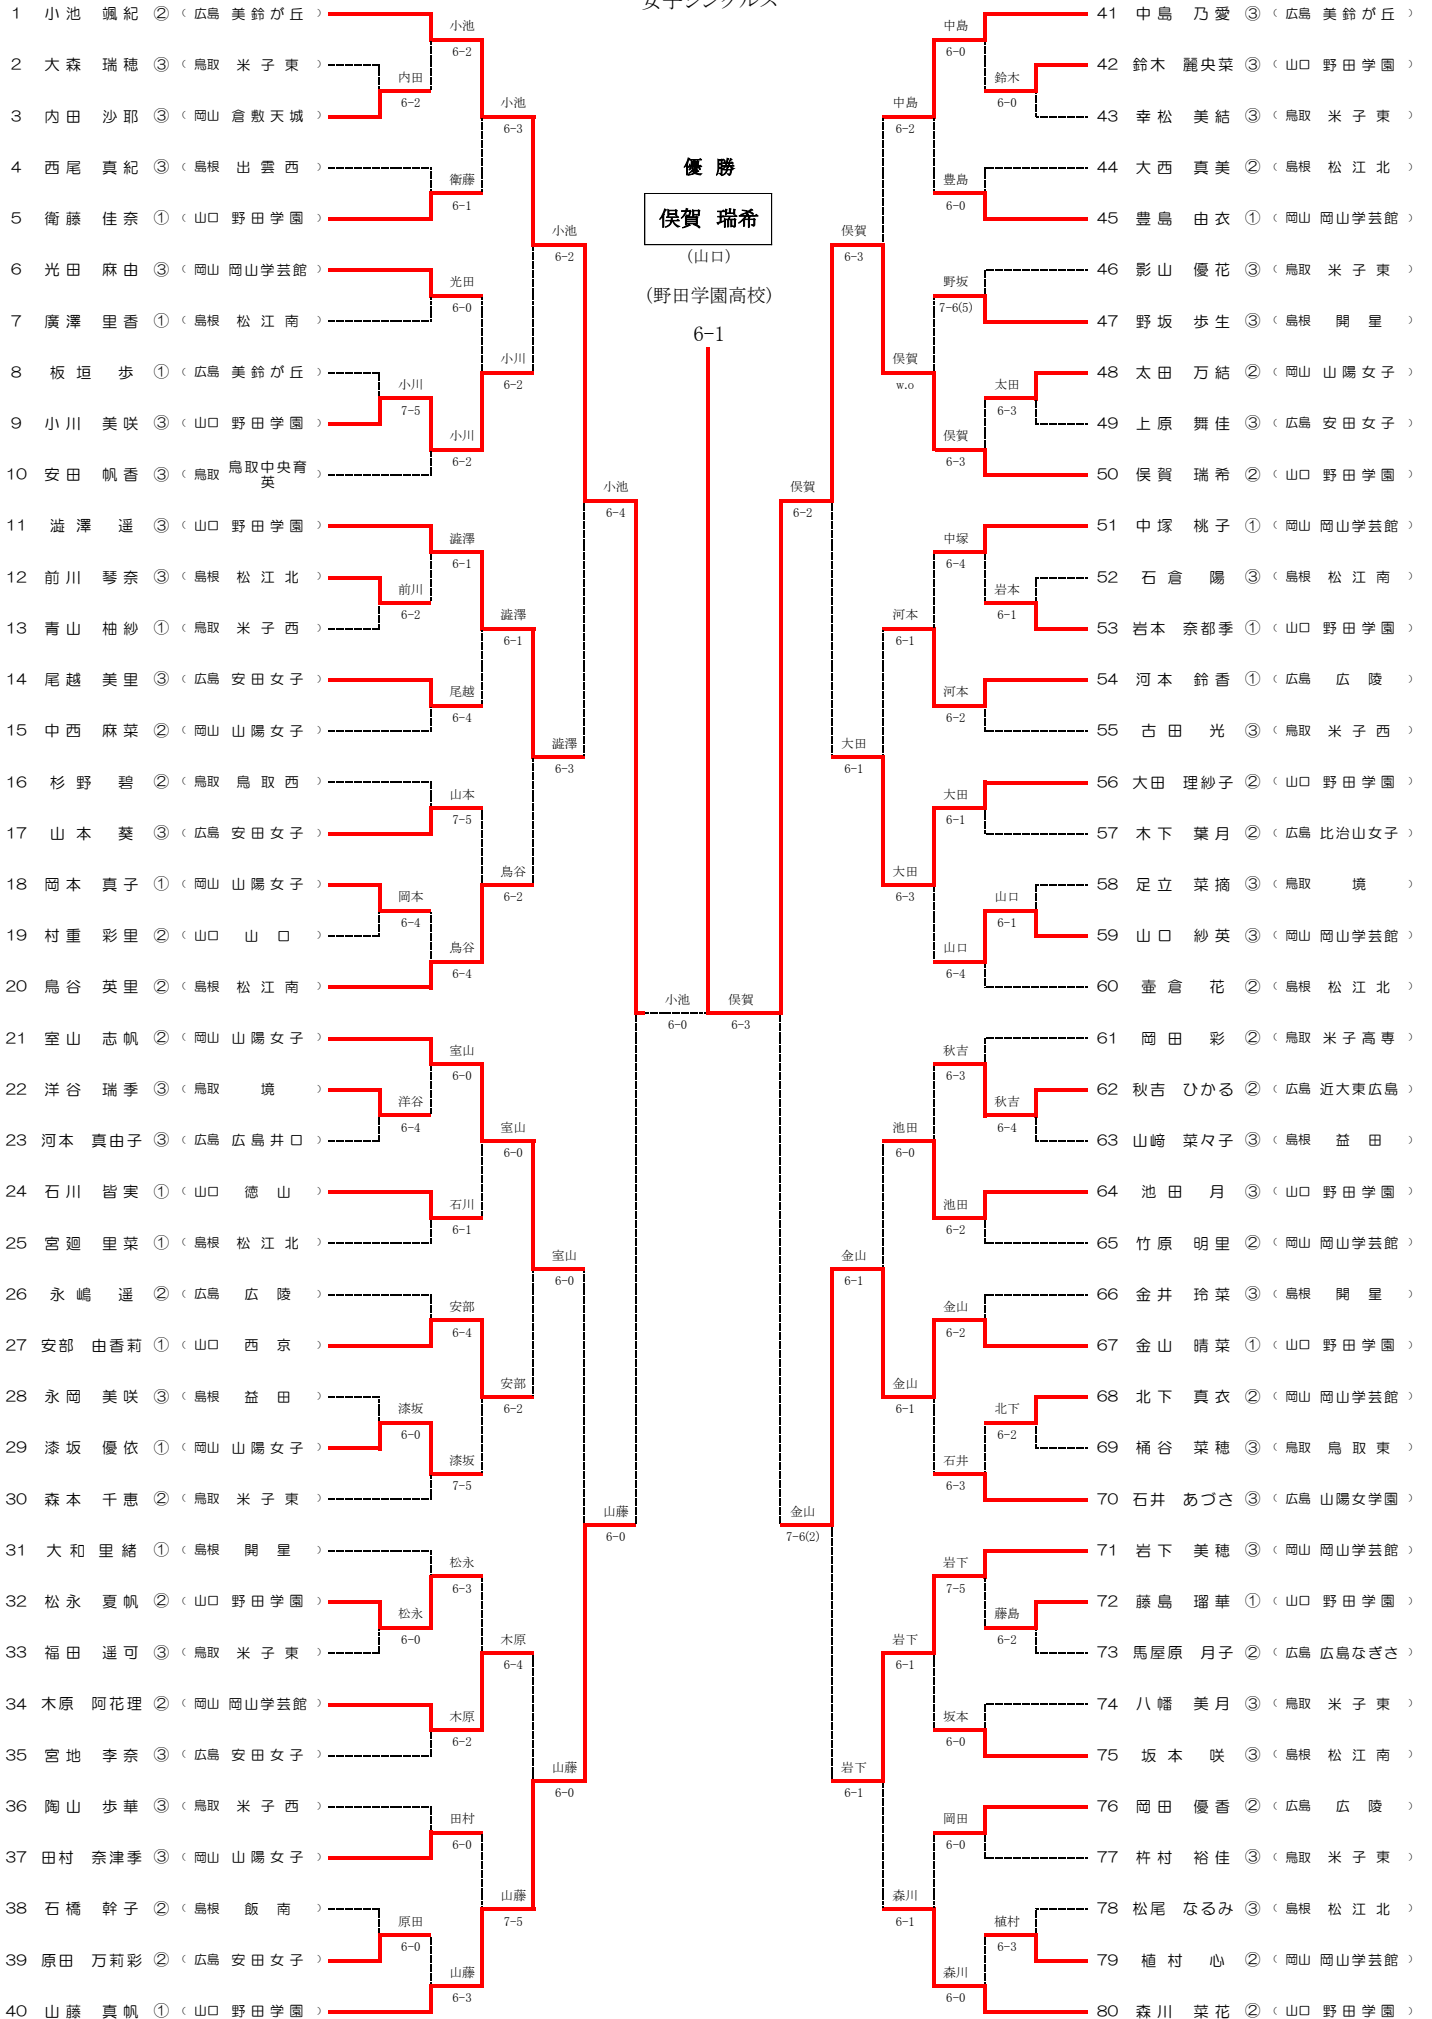 女子シングルス
優 勝
俣賀 瑞希
(山口)
(野田学園高校)
6-1
1 小池 颯紀 ② （ 広島 美鈴が丘 ）
2 大森 瑞穂 ③ （ 鳥取 米子東 ）
3 内田 沙耶 ③ （ 岡山 倉敷天城 ）
4 西尾 真紀 ③ （ 島根 出雲西 ）
5 衛藤 佳奈 ① （ 山口 野田学園 ）
6 光田 麻由 ③ （ 岡山 岡山学芸館 ）
7 廣澤 里香 ① （ 島根 松江南 ）
8 板垣 歩 ① （ 広島 美鈴が丘 ）
9 小川 美咲 ③ （ 山口 野田学園 ）
10 安田 帆香 ③ （ 鳥取 鳥取中央育英 ）
11 澁澤 遥 ③ （ 山口 野田学園 ）
12 前川 琴奈 ③ （ 島根 松江北 ）
13 青山 柚紗 ① （ 鳥取 米子西 ）
14 尾越 美里 ③ （ 広島 安田女子 ）
15 中西 麻菜 ② （ 岡山 山陽女子 ）
16 杉野 碧 ② （ 鳥取 鳥取西 ）
17 山本 葵 ③ （ 広島 安田女子 ）
18 岡本 真子 ① （ 岡山 山陽女子 ）
19 村重 彩里 ② （ 山口 山口 ）
20 鳥谷 英里 ② （ 島根 松江南 ）
21 室山 志帆 ② （ 岡山 山陽女子 ）
22 洋谷 瑞季 ③ （ 鳥取 境 ）
23 河本 真由子 ③ （ 広島 広島井口 ）
24 石川 皆実 ① （ 山口 徳山 ）
25 宮廻 里菜 ① （ 島根 松江北 ）
26 永嶋 遥 ② （ 広島 広陵 ）
27 安部 由香莉 ① （ 山口 西京 ）
28 永岡 美咲 ③ （ 島根 益田 ）
29 漆坂 優依 ① （ 岡山 山陽女子 ）
30 森本 千恵 ② （ 鳥取 米子東 ）
31 大和 里緒 ① （ 島根 開星 ）
32 松永 夏帆 ② （ 山口 野田学園 ）
33 福田 遥可 ③ （ 鳥取 米子東 ）
34 木原 阿花理 ② （ 岡山 岡山学芸館 ）
35 宮地 李奈 ③ （ 広島 安田女子 ）
36 陶山 歩華 ③ （ 鳥取 米子西 ）
37 田村 奈津季 ③ （ 岡山 山陽女子 ）
38 石橋 幹子 ② （ 島根 飯南 ）
39 原田 万莉彩 ② （ 広島 安田女子 ）
40 山藤 真帆 ① （ 山口 野田学園 ）
内田 6-2
小川 7-5
前川 6-2
岡本 6-4
洋谷 6-4
漆坂 6-0
松永 6-0
原田 6-0
小池 6-2
衛藤 6-1
光田 6-0
小川 6-2
澁澤 6-1
尾越 6-4
山本 7-5
鳥谷 6-4
室山 6-0
石川 6-1
安部 6-4
漆坂 7-5
松永 6-3
木原 6-2
田村 6-0
山藤 6-3
小池 6-3
小川 6-2
澁澤 6-1
鳥谷 6-2
室山 6-0
安部 6-2
木原 6-4
山藤 7-5
小池 6-2
澁澤 6-3
室山 6-0
山藤 6-0
小池 6-4
山藤 6-0
小池 6-0
俣賀 6-3
俣賀 6-2
金山 7-6(2)
俣賀 6-3
大田 6-1
金山 6-1
岩下 6-1
中島 6-2
俣賀 w.o
河本 6-1
大田 6-3
池田 6-0
金山 6-1
岩下 6-1
森川 6-1
中島 6-0
豊島 6-0
野坂 7-6(5)
俣賀 6-3
中塚 6-4
河本 6-2
大田 6-1
山口 6-4
秋吉 6-3
池田 6-2
金山 6-2
石井 6-3
岩下 7-5
坂本 6-0
岡田 6-0
森川 6-0
鈴木 6-0
太田 6-3
岩本 6-1
山口 6-1
秋吉 6-4
北下 6-2
藤島 6-2
植村 6-3
41 中島 乃愛 ③ （ 広島 美鈴が丘 ）
42 鈴木 麗央菜 ③ （ 山口 野田学園 ）
43 幸松 美結 ③ （ 鳥取 米子東 ）
44 大西 真美 ② （ 島根 松江北 ）
45 豊島 由衣 ① （ 岡山 岡山学芸館 ）
46 影山 優花 ③ （ 鳥取 米子東 ）
47 野坂 歩生 ③ （ 島根 開星 ）
48 太田 万結 ② （ 岡山 山陽女子 ）
49 上原 舞佳 ③ （ 広島 安田女子 ）
50 俣賀 瑞希 ② （ 山口 野田学園 ）
51 中塚 桃子 ① （ 岡山 岡山学芸館 ）
52 石倉 陽 ③ （ 島根 松江南 ）
53 岩本 奈都季 ① （ 山口 野田学園 ）
54 河本 鈴香 ① （ 広島 広陵 ）
55 古田 光 ③ （ 鳥取 米子西 ）
56 大田 理紗子 ② （ 山口 野田学園 ）
57 木下 葉月 ② （ 広島 比治山女子 ）
58 足立 菜摘 ③ （ 鳥取 境 ）
59 山口 紗英 ③ （ 岡山 岡山学芸館 ）
60 壷倉 花 ② （ 島根 松江北 ）
61 岡田 彩 ② （ 鳥取 米子高専 ）
62 秋吉 ひかる ② （ 広島 近大東広島 ）
63 山﨑 菜々子 ③ （ 島根 益田 ）
64 池田 月 ③ （ 山口 野田学園 ）
65 竹原 明里 ② （ 岡山 岡山学芸館 ）
66 金井 玲菜 ③ （ 島根 開星 ）
67 金山 晴菜 ① （ 山口 野田学園 ）
68 北下 真衣 ② （ 岡山 岡山学芸館 ）
69 桶谷 菜穂 ③ （ 鳥取 鳥取東 ）
70 石井 あづさ ③ （ 広島 山陽女学園 ）
71 岩下 美穂 ③ （ 岡山 岡山学芸館 ）
72 藤島 瑠華 ① （ 山口 野田学園 ）
73 馬屋原 月子 ② （ 広島 広島なぎさ ）
74 八幡 美月 ③ （ 鳥取 米子東 ）
75 坂本 咲 ③ （ 島根 松江南 ）
76 岡田 優香 ② （ 広島 広陵 ）
77 杵村 裕佳 ③ （ 鳥取 米子東 ）
78 松尾 なるみ ③ （ 島根 松江北 ）
79 植村 心 ② （ 岡山 岡山学芸館 ）
80 森川 菜花 ② （ 山口 野田学園 ）